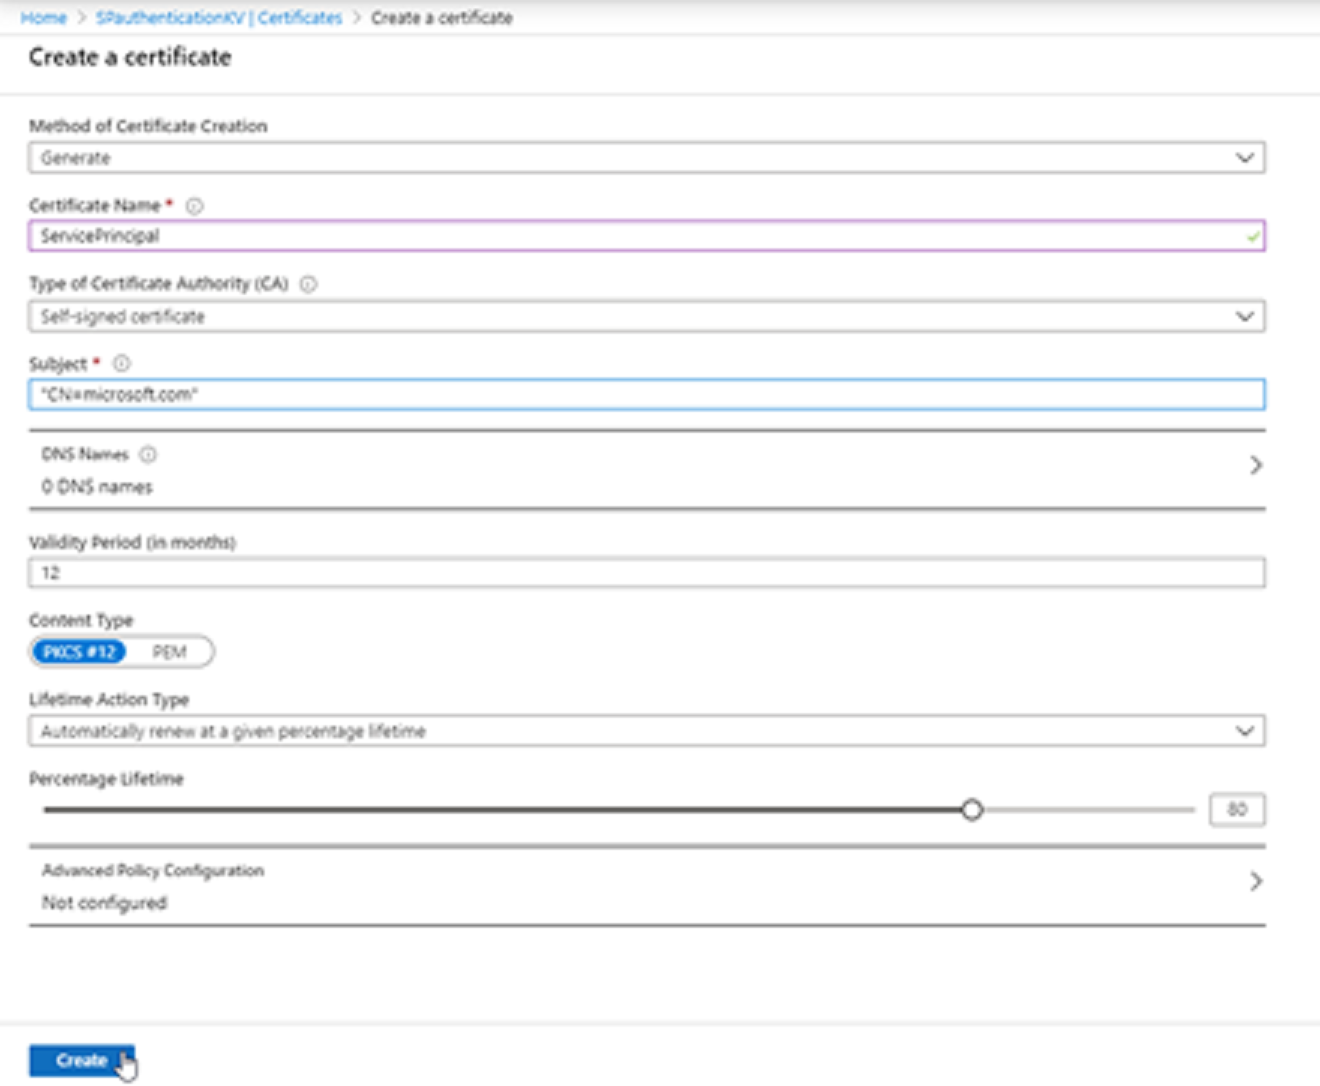 Home > SPauthenticationKV | Certificates > Create a certificate
Create a certificate
Method of Certificate Creation
Generate
Certificate Name *
ServicePrincipal
Type of Certificate Authority (CA)
Self-signed certificate
Subject *
"CN=microsoft.com"
DNS Names
0 DNS names
Validity Period (in months)
12
Content Type
PKCS #12 PEM
Lifetime Action Type
Automatically renew at a given percentage lifetime
Percentage Lifetime
80
Advanced Policy Configuration
Not configured
Create